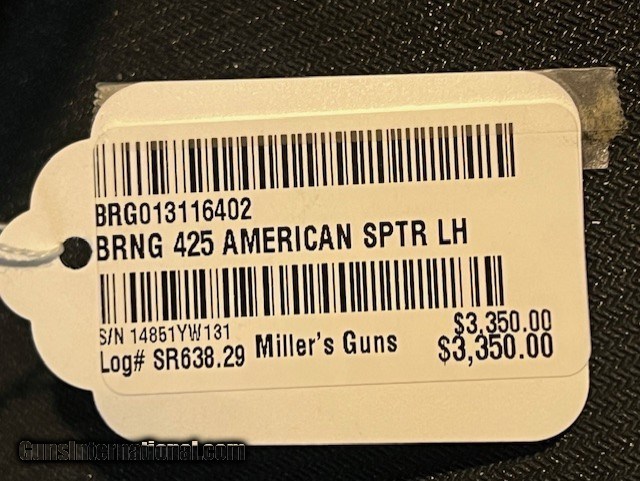 BRG013116402
BRNG 425 AMERICAN SPTR LH
S/N 14851YW131
$3,350.00
Log# SR638.29 Miller's Guns $3,350.00
GunsInternational.com